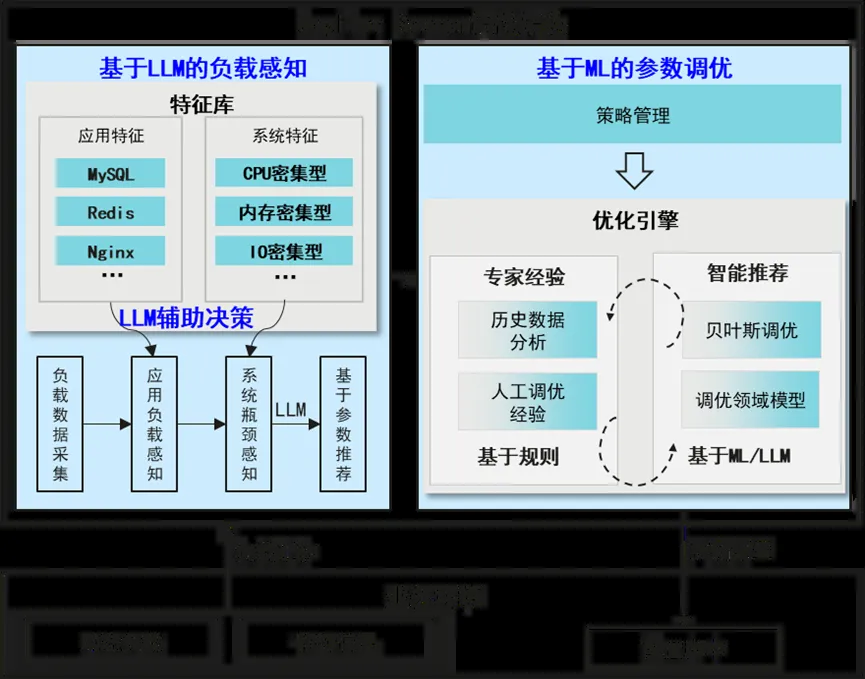 基于LLM的负载感知
特征库
应用特征
MySQL
Redis
Nginx
...
系统特征
CPU密集型
内存密集型
IO密集型
...
LLM辅助决策
负载数据采集
应用负载感知
系统瓶颈感知
LLM
基于参数推荐
基于ML的参数调优
策略管理
优化引擎
专家经验
历史数据
分析
人工调优
经验
基于规则
智能推荐
贝叶斯调优
调优领域模型
基于ML/LLM